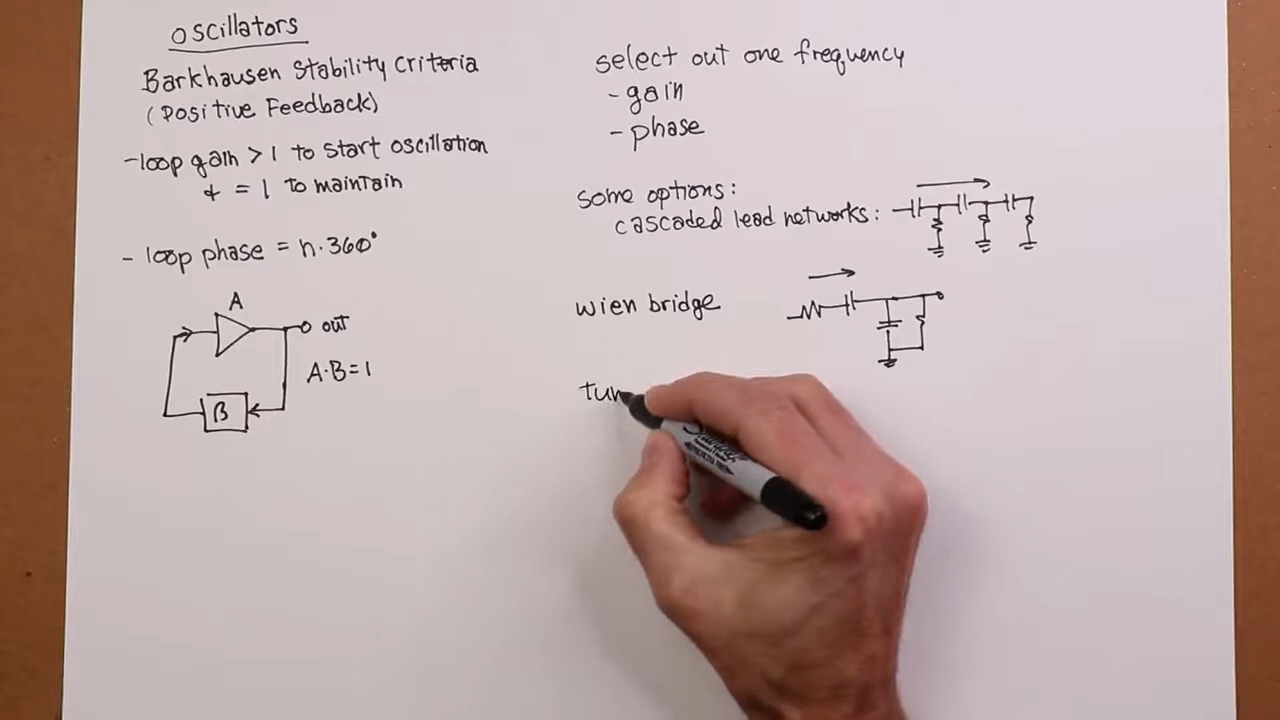 oscillators
Barkhausen Stability Criteria
(Positive Feedback)
-loop gain > 1 to start oscillation
+ = 1 to maintain
- loop phase = n·360°
A
out
A·B=1
B
select out one frequency
-gain
-phase
some options:
cascaded lead networks:
wien bridge
tun